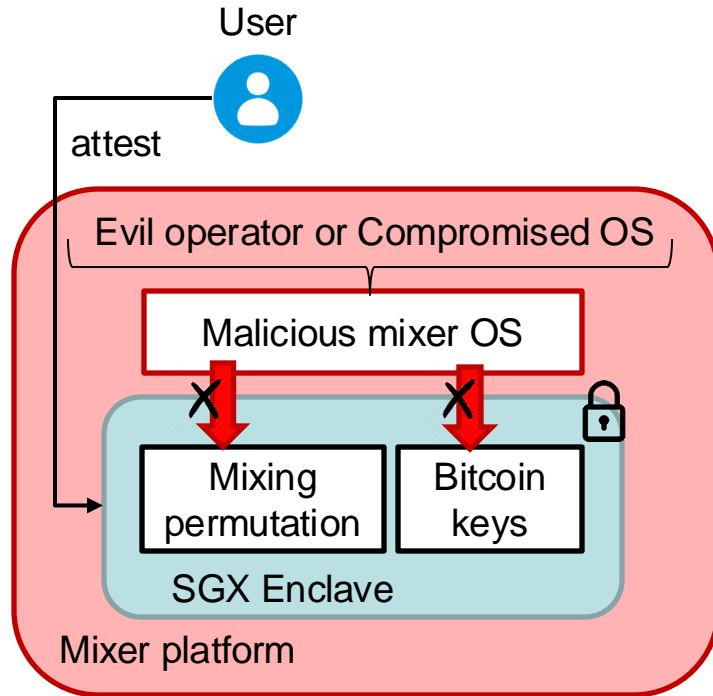 User
attest
Evil operator or Compromised OS
Malicious mixer OS
Mixing
permutation
Bitcoin
keys
SGX Enclave
Mixer platform